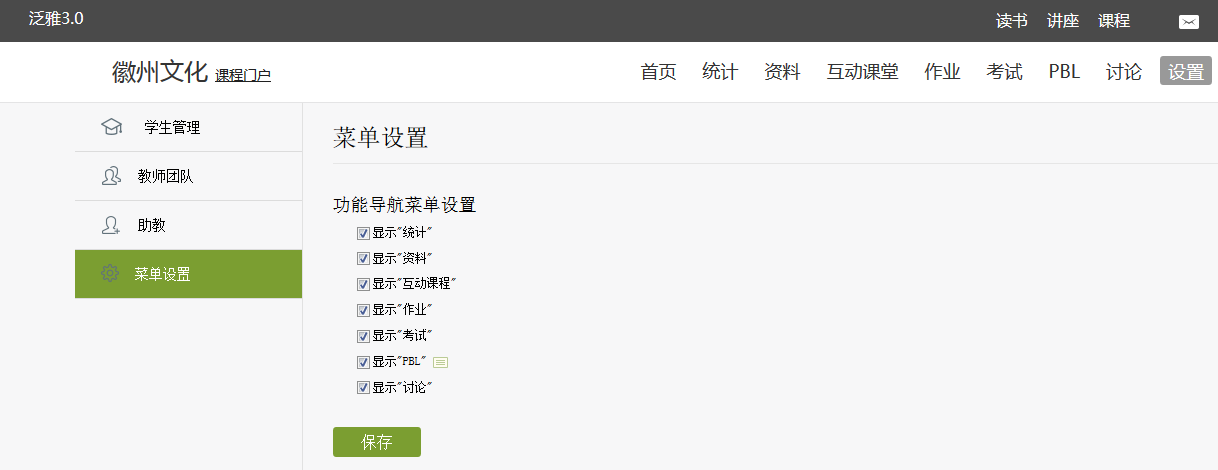 泛雅3.0 读书 讲座 课程
徽州文化 课程门户 首页 统计 资料 互动课堂 作业 考试 PBL 讨论 设置
学生管理
教师团队
助教
菜单设置
菜单设置
功能导航菜单设置
显示"统计"
显示"资料"
显示"互动课程"
显示"作业"
显示"考试"
显示"PBL"
显示"讨论"
保存